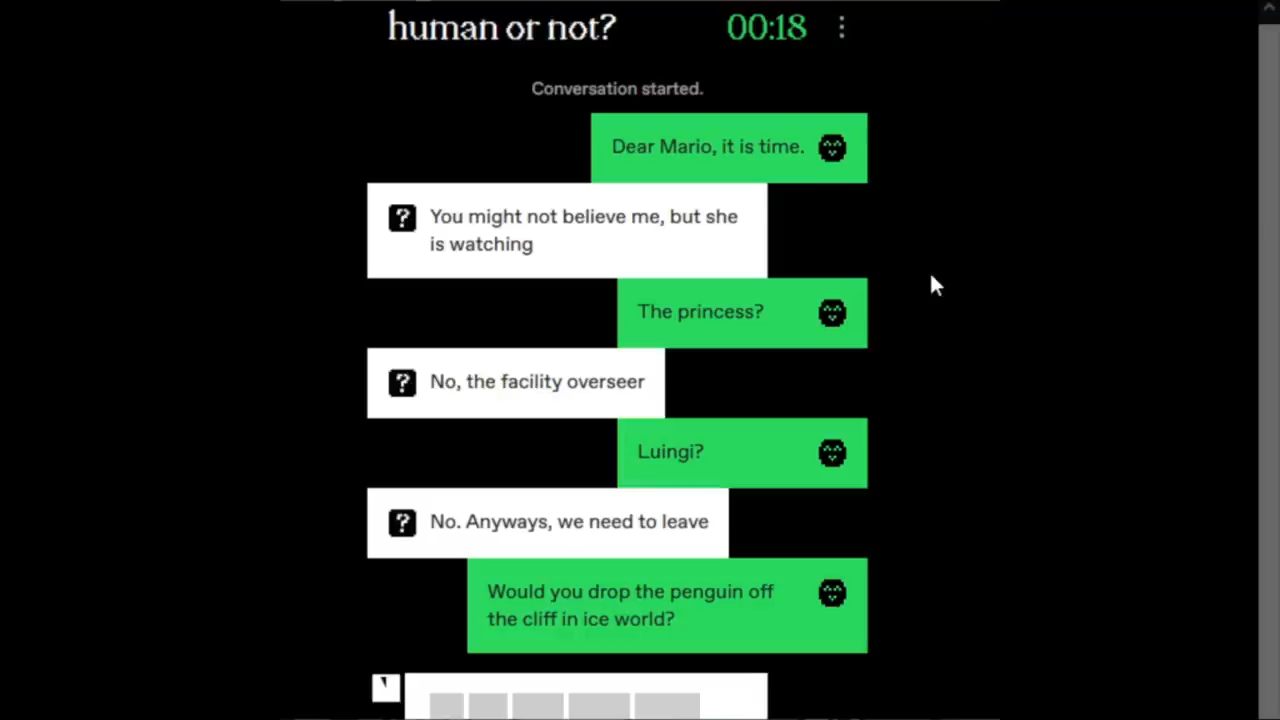 human or not?
00:18
Conversation started.
Dear Mario, it is time.
You might not believe me, but she
is watching
The princess?
No, the facility overseer
Luingi?
No. Anyways, we need to leave
Would you drop the penguin off
the cliff in ice world?